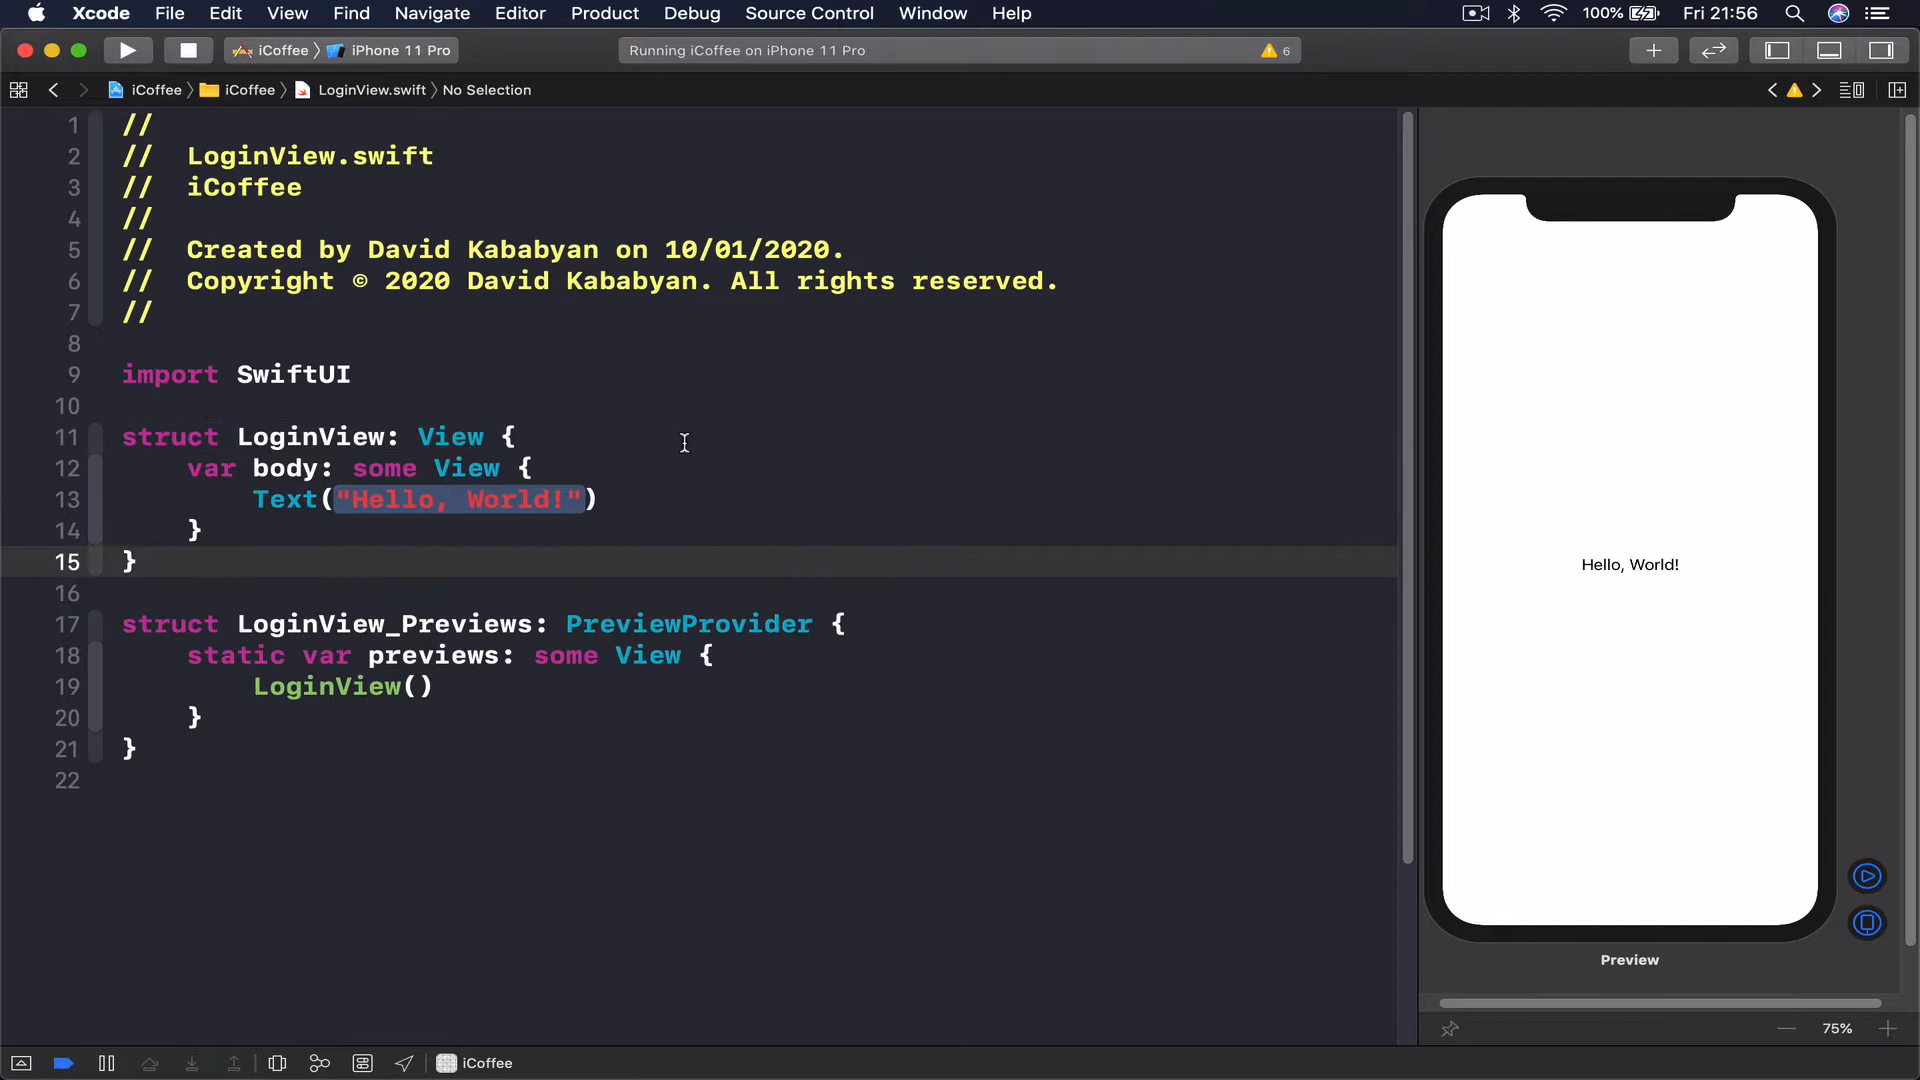 Xcode File Edit View Find Navigate Editor Product Debug Source Control Window Help 100% Fri 21:56
iCoffee iPhone 11 Pro Running iCoffee on iPhone 11 Pro 6
iCoffee iCoffee LoginView.swift No Selection
1 //
2 //  LoginView.swift
3 //  iCoffee
4 //
5 //  Created by David Kababyan on 10/01/2020.
6 //  Copyright © 2020 David Kababyan. All rights reserved.
7 //
8
9 import SwiftUI
10
11 struct LoginView: View {
12     var body: some View {
13         Text("Hello, World!")
14     }
15 }
16
17 struct LoginView_Previews: PreviewProvider {
18     static var previews: some View {
19         LoginView()
20     }
21 }
22
Hello, World!
Preview
75%
iCoffee